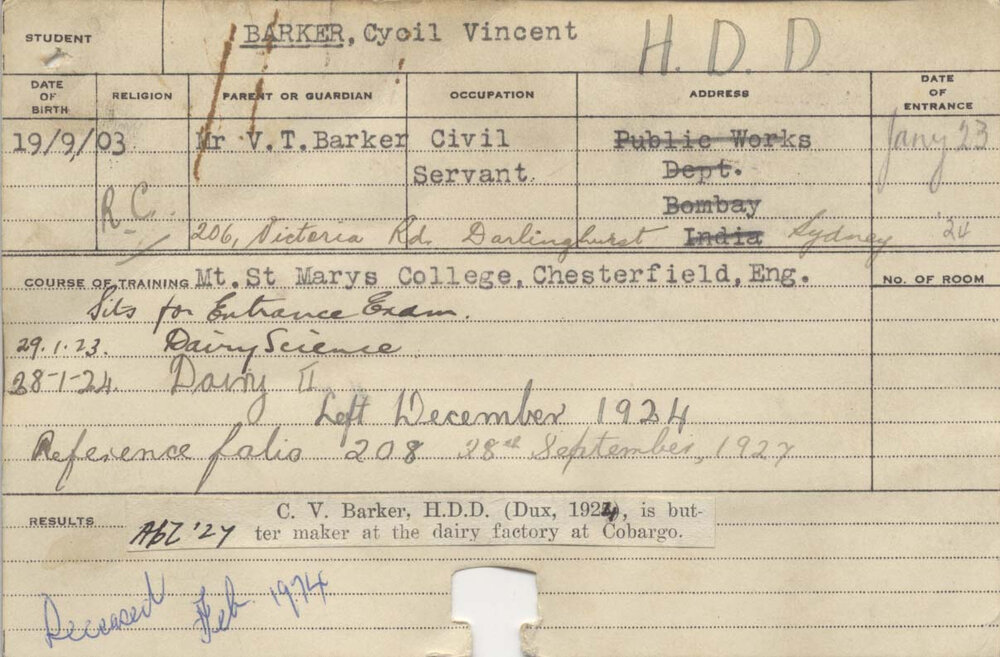 STUDENT BARKER, Cyoil Vincent H.D.D
DATE OF BIRTH RELIGION PARENT OR GUARDIAN OCCUPATION ADDRESS DATE OF ENTRANCE
19/9/03 Mr V.T.Barker Civil Public Works Jany 23
Servant. Dept.
R.C. Bombay
206, Victoria Rd. Darlinghurst India Sydney '24
COURSE OF TRAINING Mt. St Marys College, Chesterfield, Eng. NO. OF ROOM
Sits for Entrance Exam.
29.1.23. Dairy Science
28-1-24. Dairy II
Left December 1924
Reference folio 208 28th September, 1927
RESULTS C. V. Barker, H.D.D. (Dux, 1924), is but-
'27 ter maker at the dairy factory at Cobargo.
Deceased Feb 1974